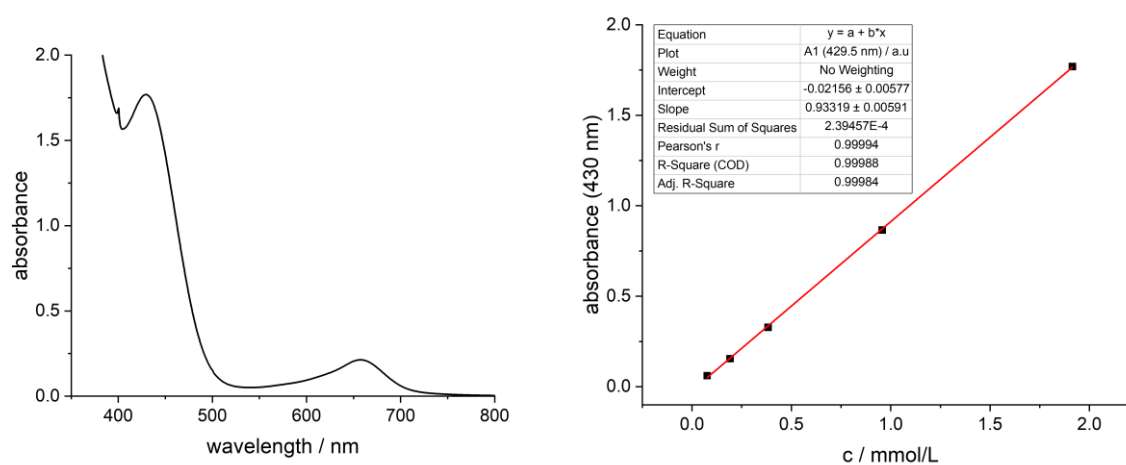 2.0
1.5
1.0
0.5
0.0
400
500
600
700
800
absorbance
wavelength / nm
Equation y = a + b*x
Plot A1 (429.5 nm) / a.u
Weight No Weighting
Intercept -0.02156 ± 0.00577
Slope 0.93319 ± 0.00591
Residual Sum of Squares 2.39457E-4
Pearson's r 0.99994
R-Square (COD) 0.99988
Adj. R-Square 0.99984
2.0
1.5
1.0
0.5
0.0
0.0
0.5
1.0
1.5
2.0
absorbance (430 nm)
c / mmol/L